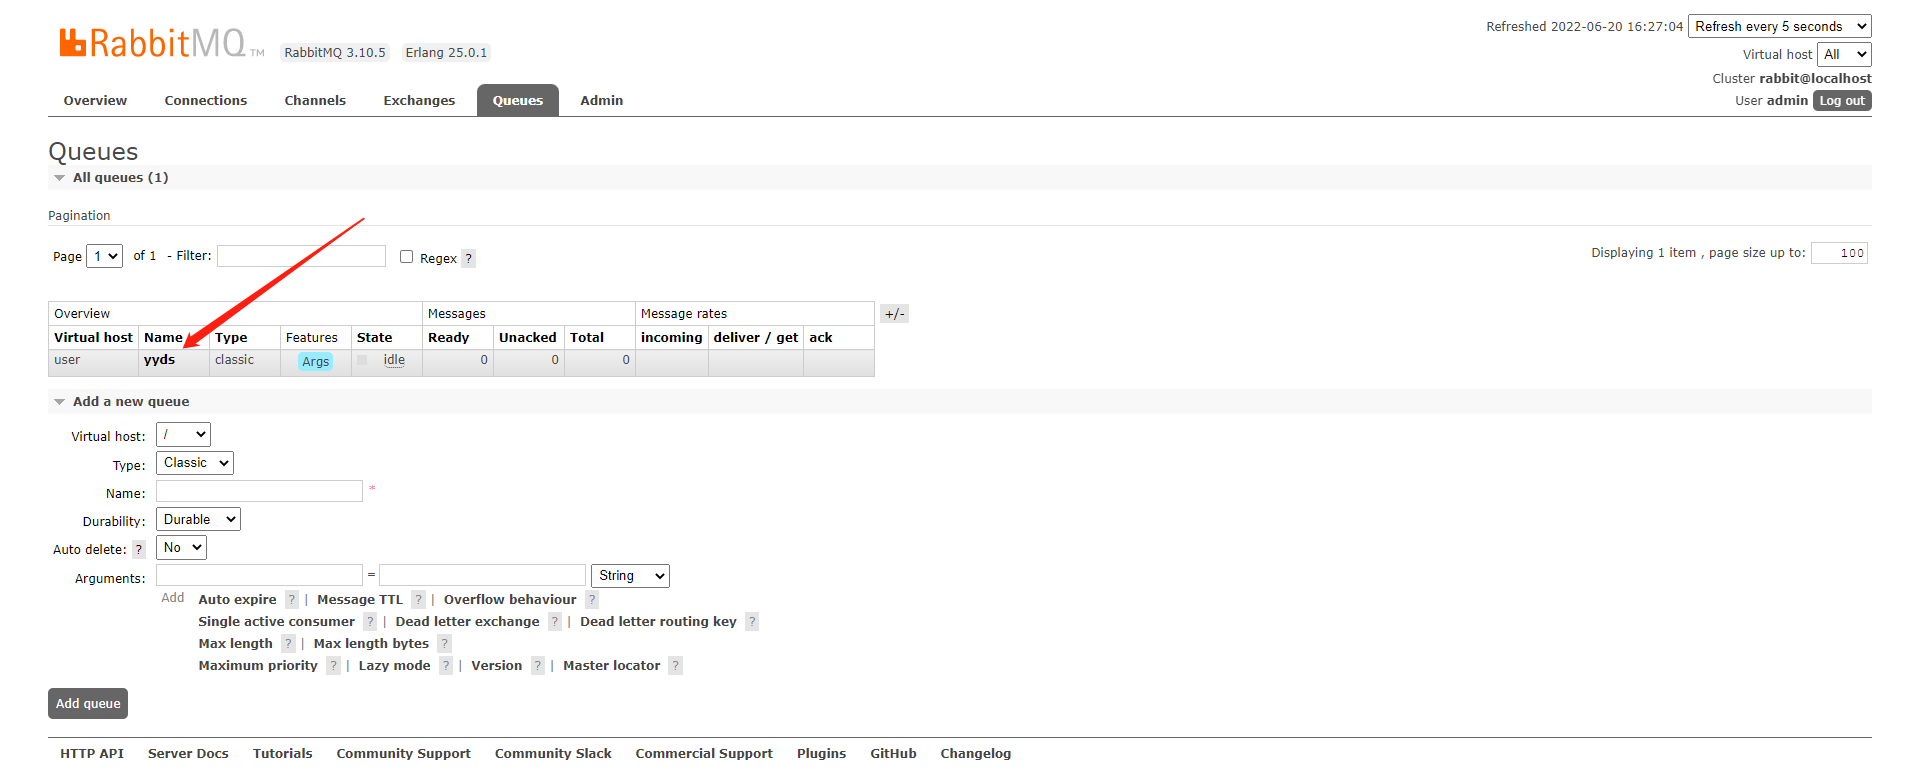 RabbitMQ TM RabbitMQ 3.10.5 Erlang 25.0.1
Refreshed 2022-06-20 16:27:04 Refresh every 5 seconds
Virtual host All
Cluster rabbit@localhost
User admin Log out
Overview Connections Channels Exchanges Queues Admin
Queues
All queues (1)
Pagination
Page 1 of 1 - Filter: Regex ?
Displaying 1 item , page size up to: 100
Overview Messages Message rates +/-
Virtual host Name Type Features State Ready Unacked Total incoming deliver / get ack
user yyds classic Args idle 0 0 0
Add a new queue
Virtual host: /
Type: Classic
Name: *
Durability: Durable
Auto delete: ? No
Arguments: = String
Add Auto expire ? | Message TTL ? | Overflow behaviour ?
Single active consumer ? | Dead letter exchange ? | Dead letter routing key ?
Max length ? | Max length bytes ?
Maximum priority ? | Lazy mode ? | Version ? | Master locator ?
Add queue
HTTP API Server Docs Tutorials Community Support Community Slack Commercial Support Plugins GitHub Changelog